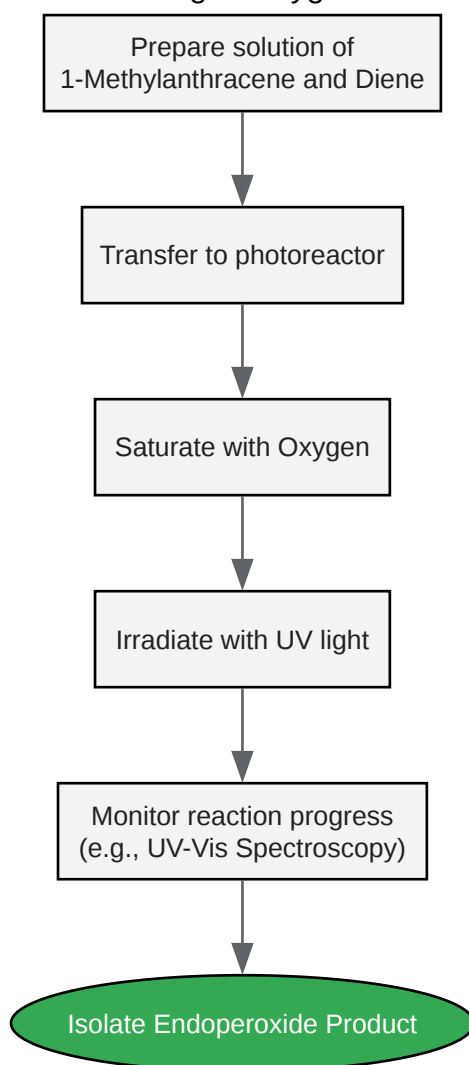 Prepare solution of
1-Methylanthracene and Diene
Transfer to photoreactor
Saturate with Oxygen
Irradiate with UV light
Monitor reaction progress
(e.g., UV-Vis Spectroscopy)
Isolate Endoperoxide Product